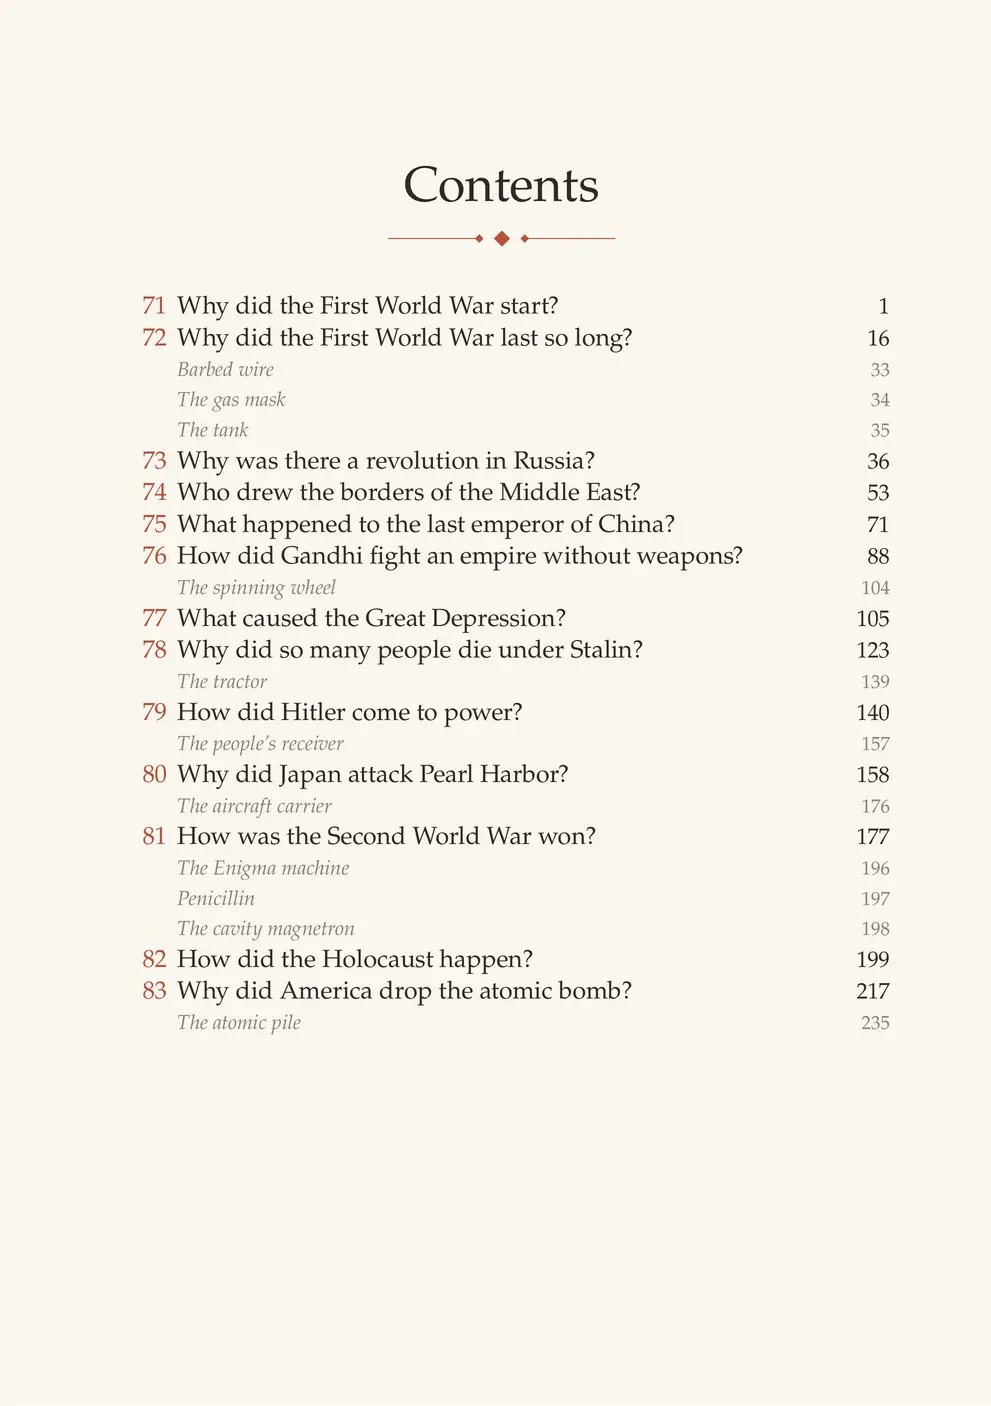 Contents
71 Why did the First World War start? 1
72 Why did the First World War last so long? 16
Barbed wire 33
The gas mask 34
The tank 35
73 Why was there a revolution in Russia? 36
74 Who drew the borders of the Middle East? 53
75 What happened to the last emperor of China? 71
76 How did Gandhi fight an empire without weapons? 88
The spinning wheel 104
77 What caused the Great Depression? 105
78 Why did so many people die under Stalin? 123
The tractor 139
79 How did Hitler come to power? 140
The people's receiver 157
80 Why did Japan attack Pearl Harbor? 158
The aircraft carrier 176
81 How was the Second World War won? 177
The Enigma machine 196
Penicillin 197
The cavity magnetron 198
82 How did the Holocaust happen? 199
83 Why did America drop the atomic bomb? 217
The atomic pile 235